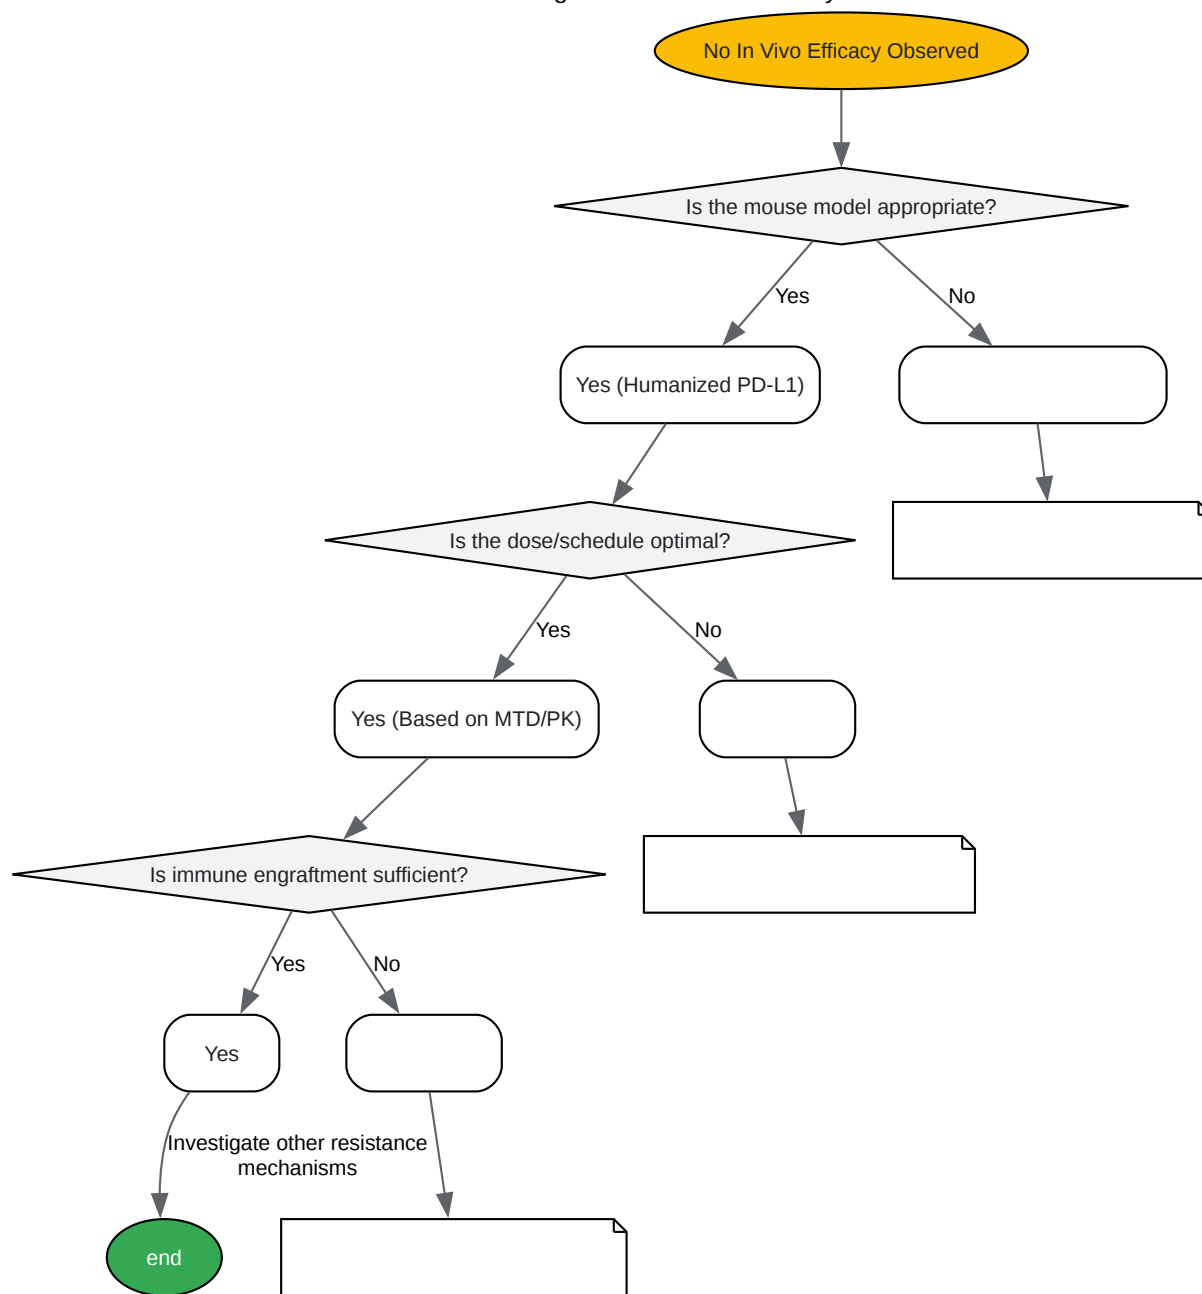 No In Vivo Efficacy Observed
Is the mouse model appropriate?
Yes
No
Yes (Humanized PD-L1)
Is the dose/schedule optimal?
Yes
No
Yes (Based on MTD/PK)
Is immune engraftment sufficient?
Yes
No
Yes
Investigate other resistance
mechanisms
end